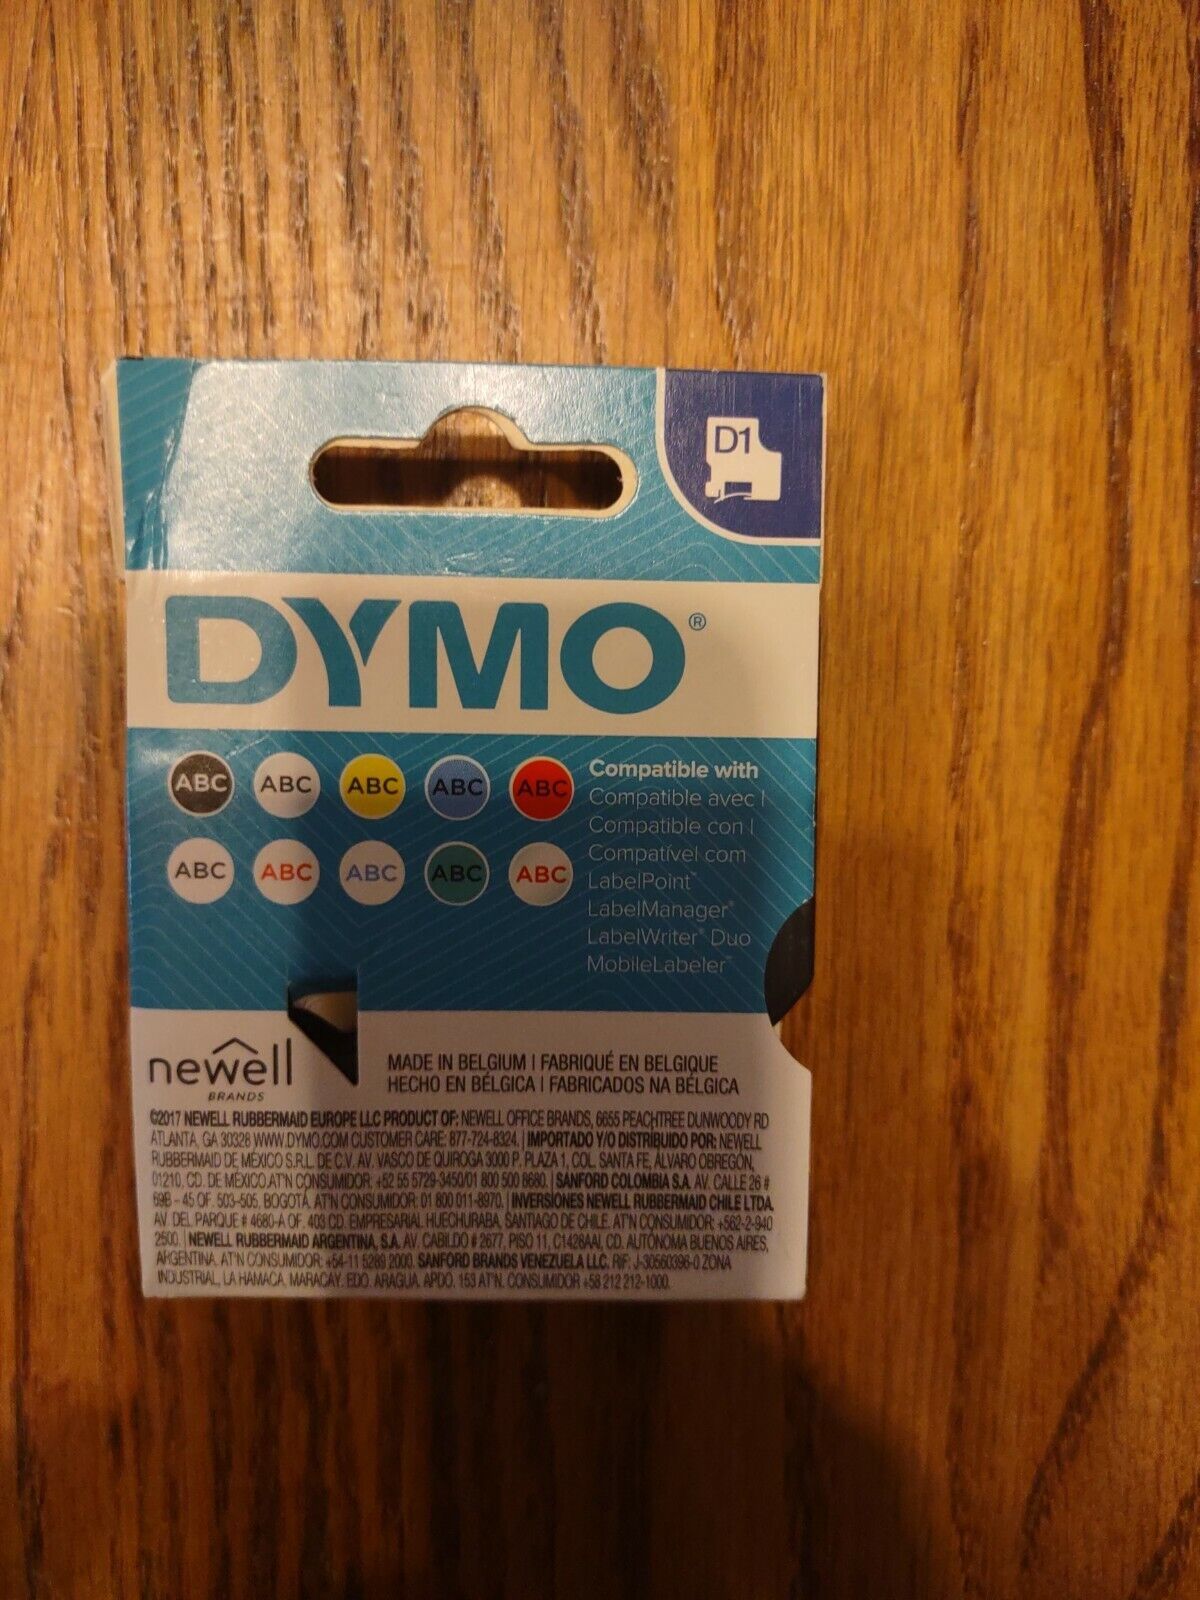 D1
DYMO®
ABC ABC ABC ABC ABC
ABC ABC ABC ABC ABC
Compatible with
Compatible avec |
Compatible con |
Compatível com
LabelPoint™
LabelManager®
LabelWriter® Duo
MobileLabeler™
newell
BRANDS
MADE IN BELGIUM | FABRIQUÉ EN BELGIQUE
HECHO EN BÉLGICA | FABRICADOS NA BÉLGICA
©2017 NEWELL RUBBERMAID EUROPE LLC PRODUCT OF: NEWELL OFFICE BRANDS, 6655 PEACHTREE DUNWOODY RD
ATLANTA, GA 30328 WWW.DYMO.COM CUSTOMER CARE: 877-724-8324. | IMPORTADO Y/O DISTRIBUIDO POR: NEWELL
RUBBERMAID DE MÉXICO S.R.L. DE C.V. AV. VASCO DE QUIROGA 3000 P. PLAZA 1, COL. SANTA FE, ÁLVARO OBREGÓN,
01210, CD. DE MÉXICO.AT'N CONSUMIDOR: +52 55 5729-3450/01 800 500 8680. | SANFORD COLOMBIA S.A. AV. CALLE 26 #
69B - 45 OF. 503-505, BOGOTÁ. AT'N CONSUMIDOR: 01 800 011-8970. | INVERSIONES NEWELL RUBBERMAID CHILE LTDA.
AV. DEL PARQUE # 4680-A OF. 403 CD. EMPRESARIAL HUECHURABA, SANTIAGO DE CHILE. AT'N CONSUMIDOR: +562-2-940
2500. | NEWELL RUBBERMAID ARGENTINA, S.A. AV. CABILDO # 2677, PISO 11, C1428AAI, CD. AUTÓNOMA BUENOS AIRES,
ARGENTINA. AT'N CONSUMIDOR: +54-11 5289 2000. SANFORD BRANDS VENEZUELA LLC. RIF: J-30560396-0 ZONA
INDUSTRIAL, LA HAMACA, MARACAY. EDO. ARAGUA. APDO. 153 AT'N. CONSUMIDOR +58 212 212-1000.